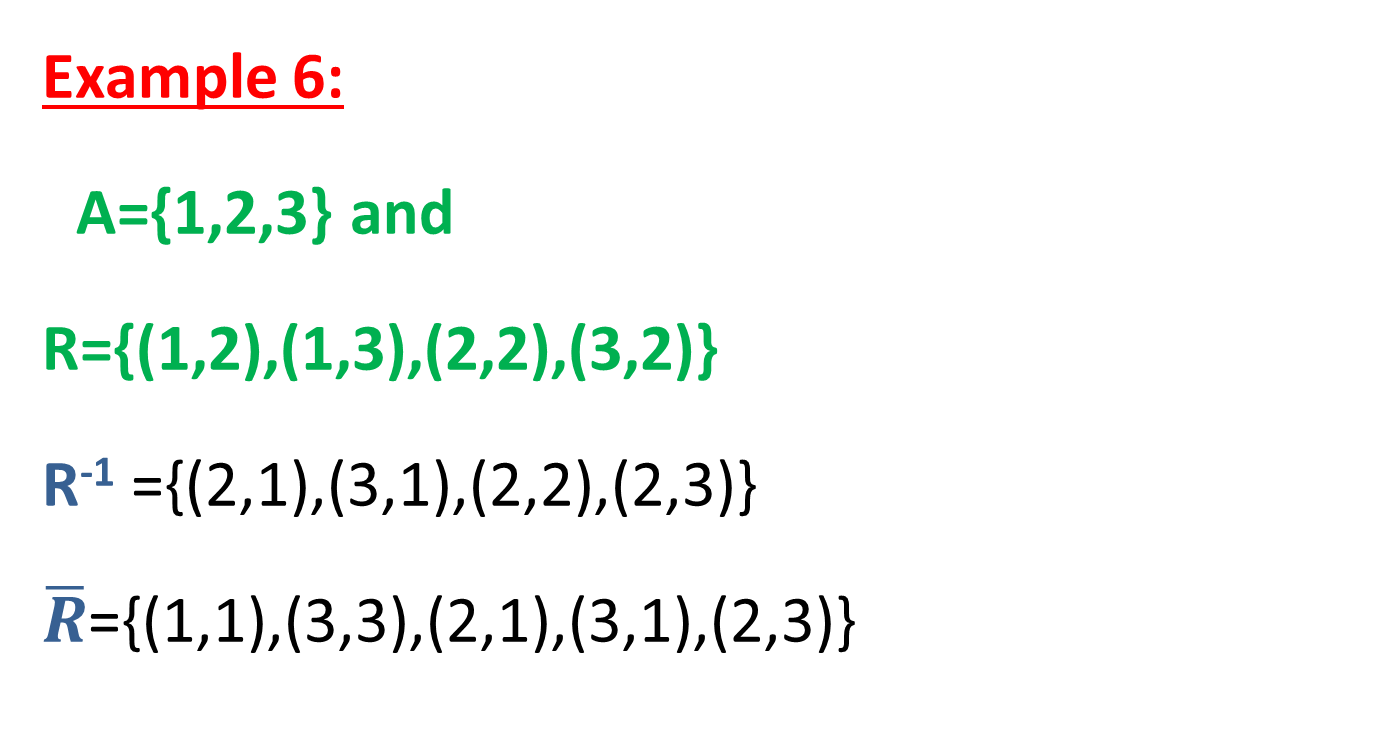 Example 6:
A={1,2,3} and
R={(1,2),(1,3),(2,2),(3,2)}
R⁻¹ ={(2,1),(3,1),(2,2),(2,3)}
R̅={(1,1),(3,3),(2,1),(3,1),(2,3)}